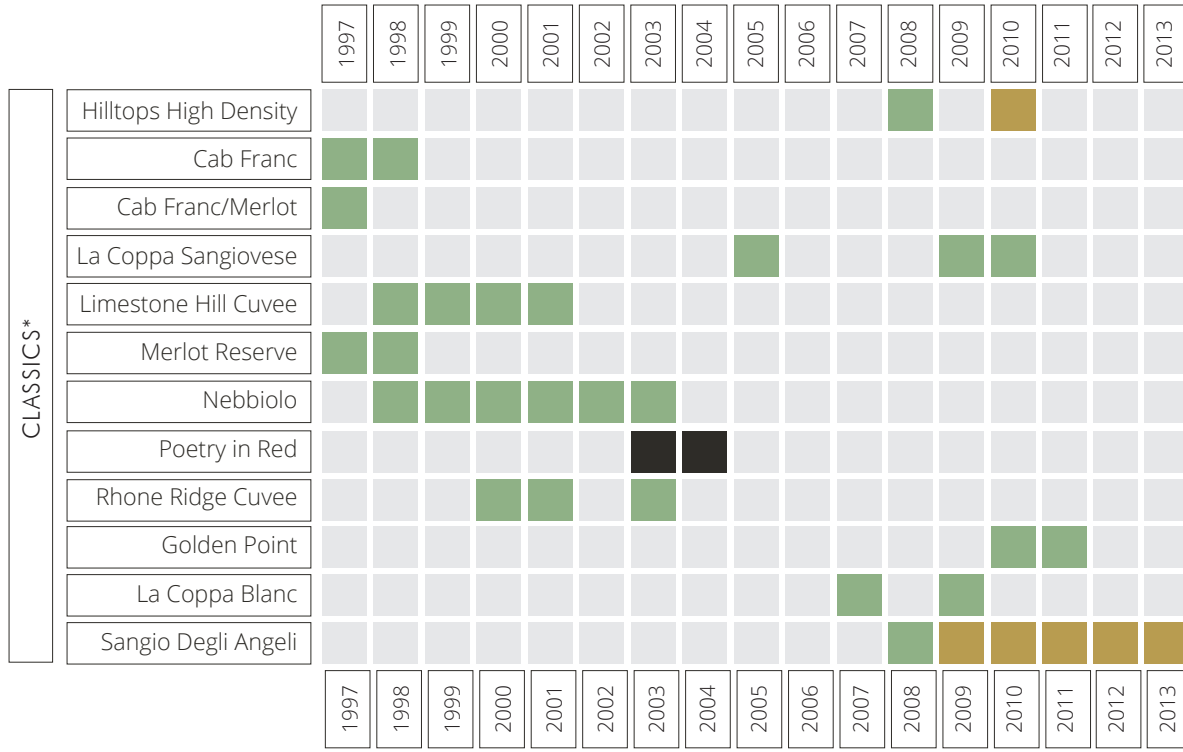 1997 1998 1999 2000 2001 2002 2003 2004 2005 2006 2007 2008 2009 2010 2011 2012 2013
CLASSICS*
Hilltops High Density
Cab Franc
Cab Franc/Merlot
La Coppa Sangiovese
Limestone Hill Cuvee
Merlot Reserve
Nebbiolo
Poetry in Red
Rhone Ridge Cuvee
Golden Point
La Coppa Blanc
Sangio Degli Angeli
1997 1998 1999 2000 2001 2002 2003 2004 2005 2006 2007 2008 2009 2010 2011 2012 2013